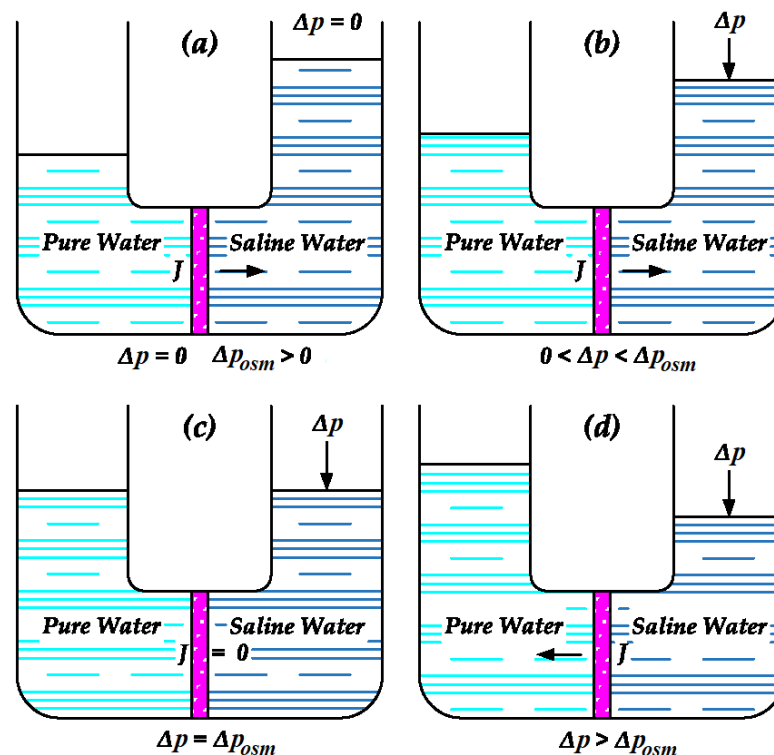 (a)
Δp = 0
Pure Water
Saline Water
J
Δp = 0
Δp_osm > 0
(b)
Δp
Pure Water
Saline Water
J
0 < Δp < Δp_osm
(c)
Δp
Pure Water
Saline Water
J = 0
Δp = Δp_osm
(d)
Δp
Pure Water
Saline Water
J
Δp > Δp_osm